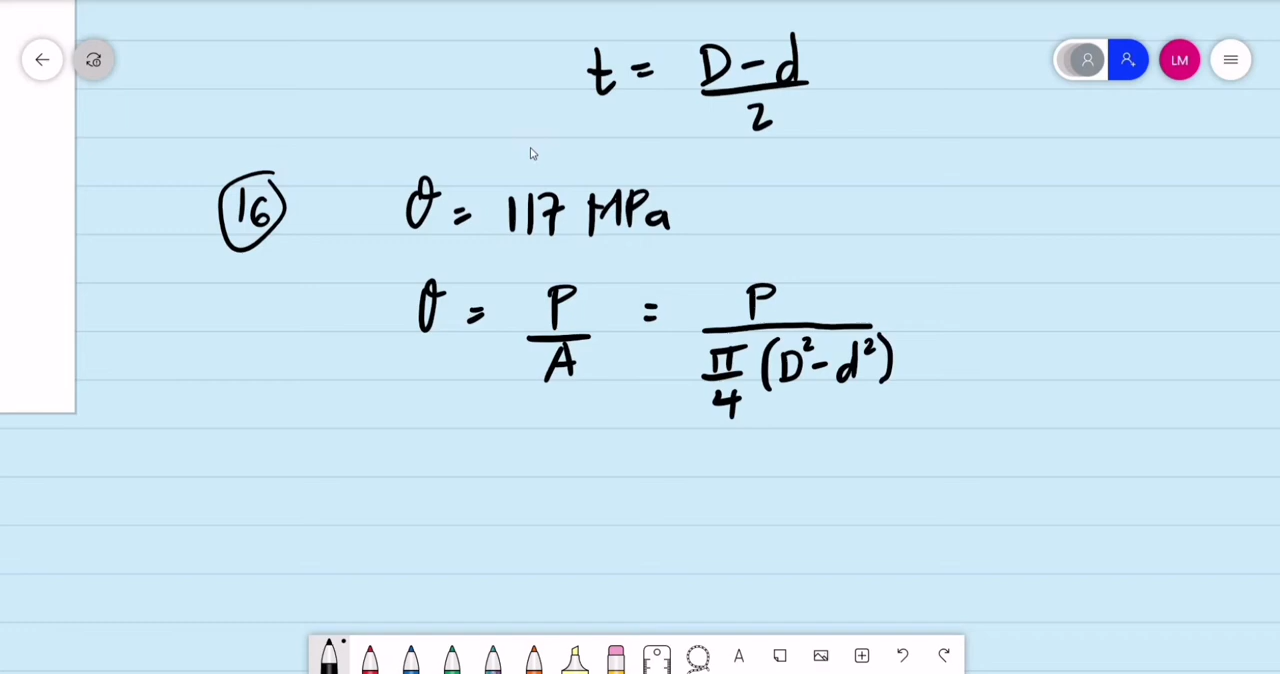 t = D - d / 2
16 σ = 117 MPa
σ = P / A = P / π/4 (D² - d²)
LM
A